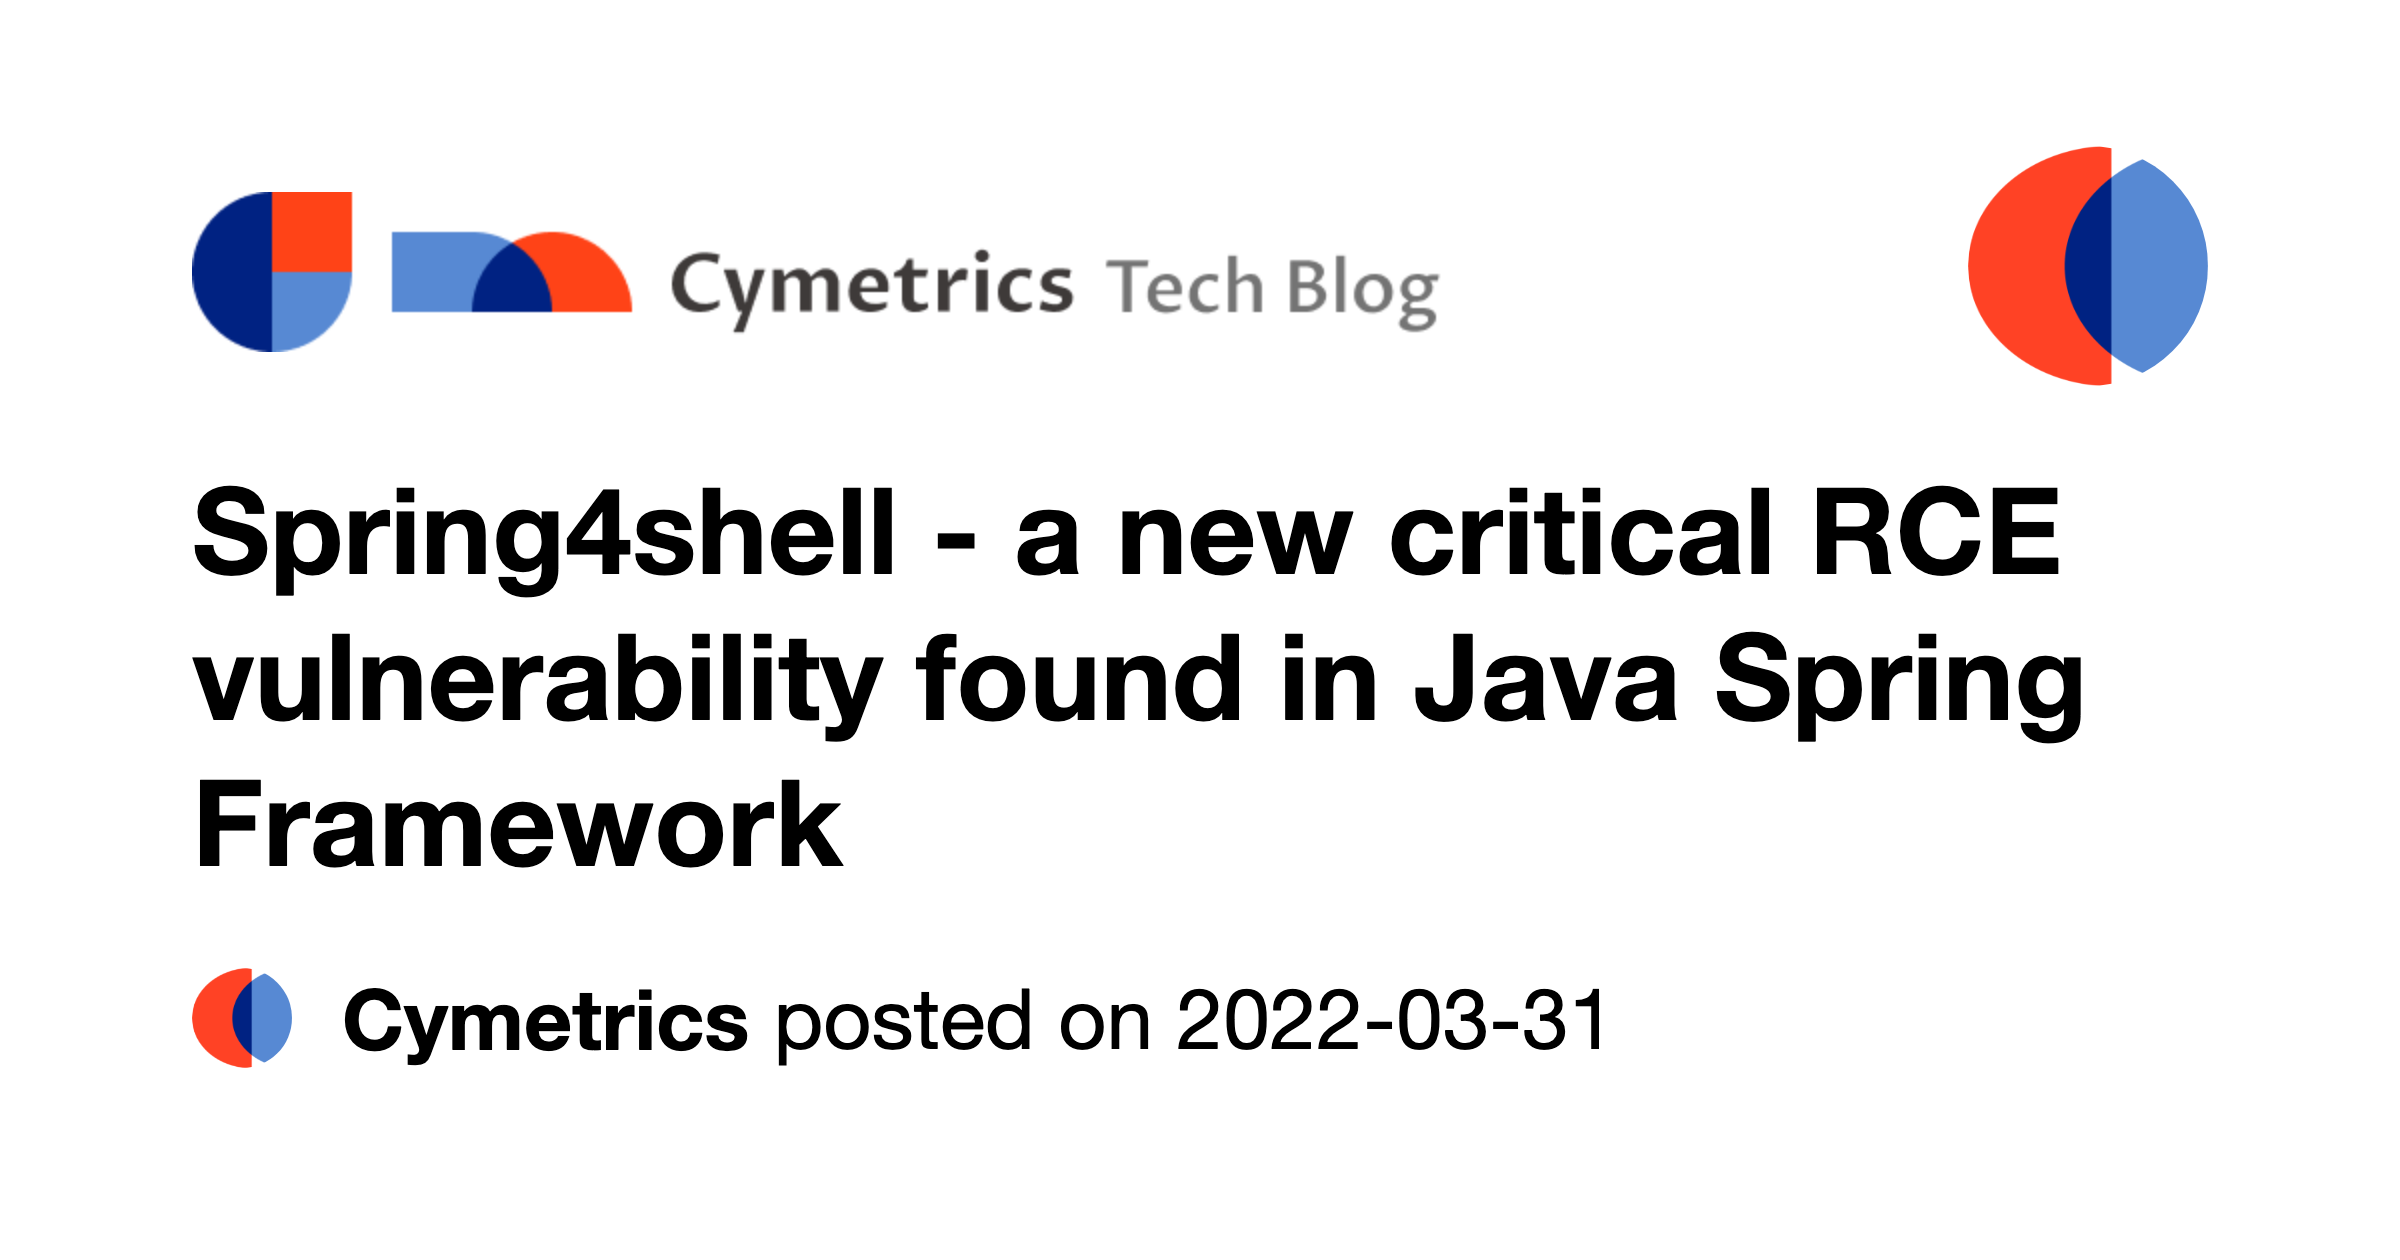 Cymetrics Tech Blog
Spring4shell - a new critical RCE
vulnerability found in Java Spring
Framework
Cymetrics posted on 2022-03-31